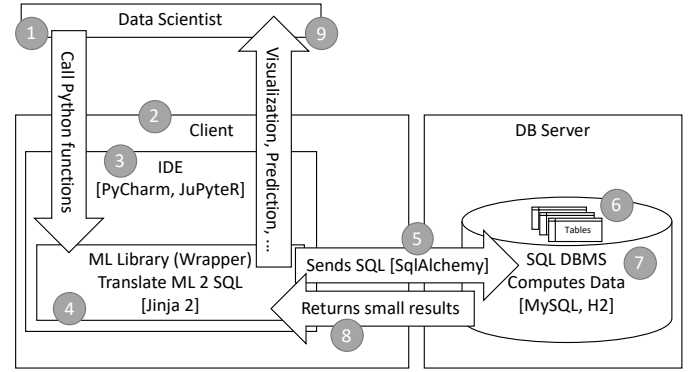 1
Data Scientist
9
Call Python functions
Visualization, Prediction, ...
2
Client
DB Server
3
IDE
[PyCharm, JuPyteR]
6
Tables
5
ML Library (Wrapper)
Translate ML 2 SQL
[Jinja 2]
4
Sends SQL [SqlAlchemy]
SQL DBMS
7
Computes Data
[MySQL, H2]
Returns small results
8